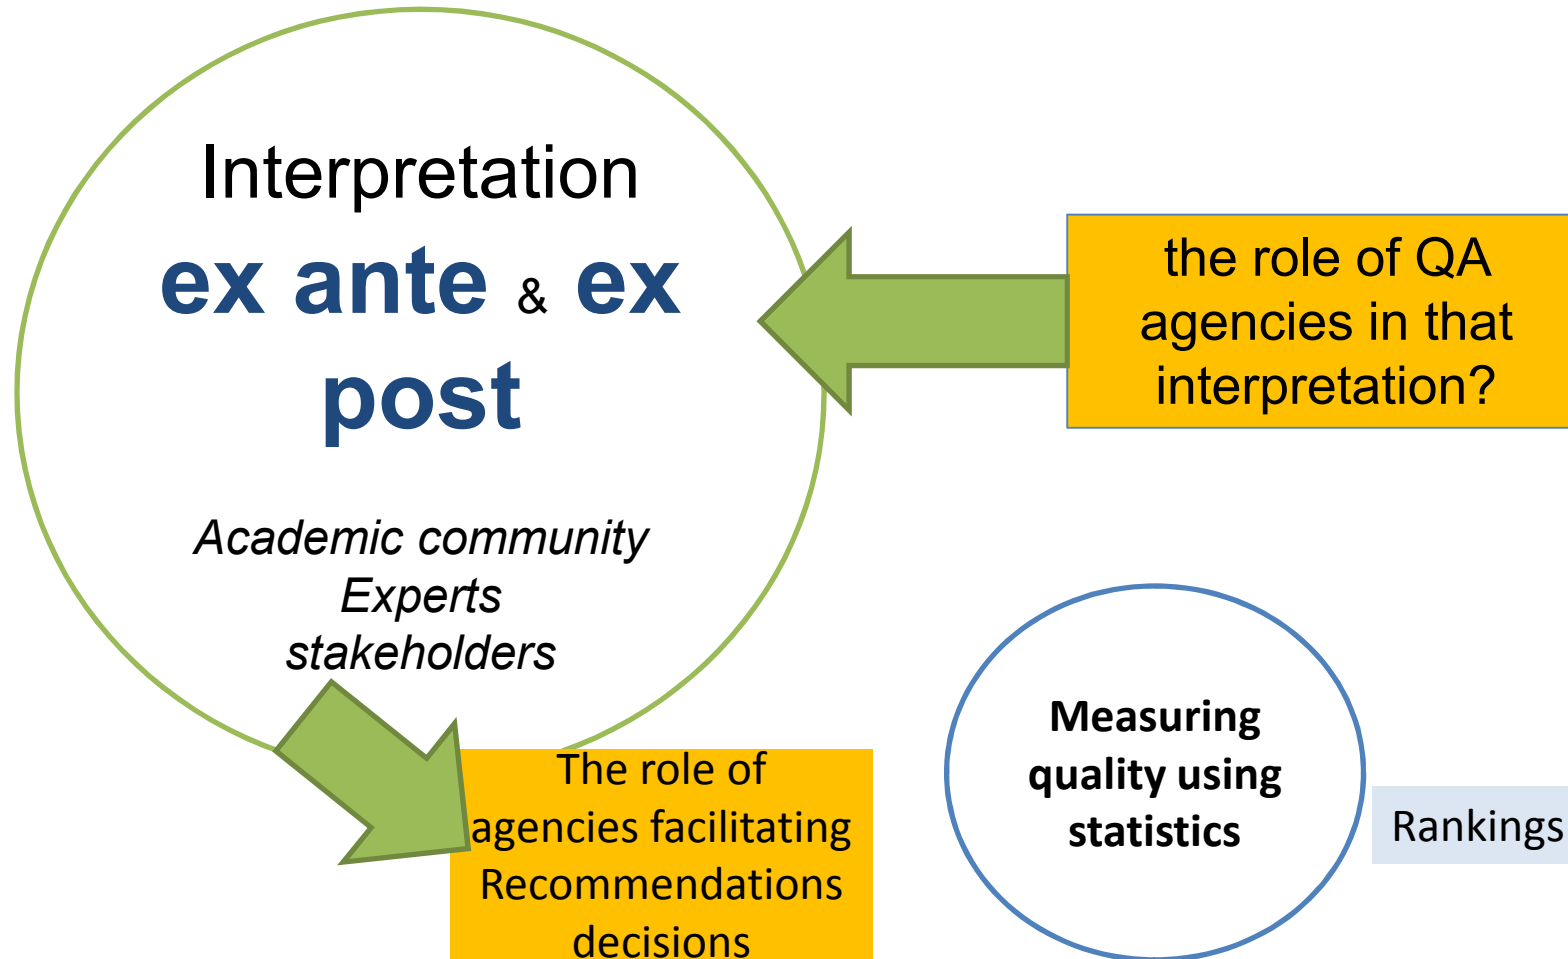 Interpretation
ex ante & ex
post
Academic community
Experts
stakeholders
the role of QA
agencies in that
interpretation?
The role of
agencies facilitating
Recommendations
decisions
Measuring
quality using
statistics
Rankings